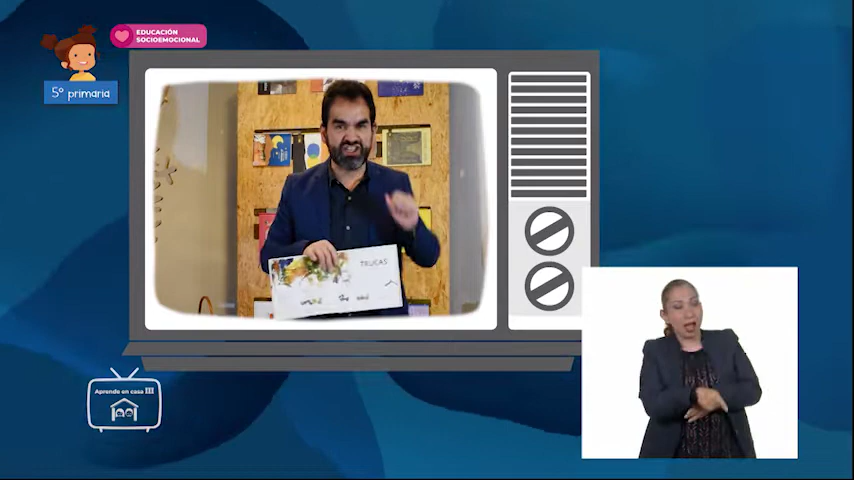 EDUCACIÓN
SOCIOEMOCIONAL
5° primaria
TRUCAS
Aprende en casa III